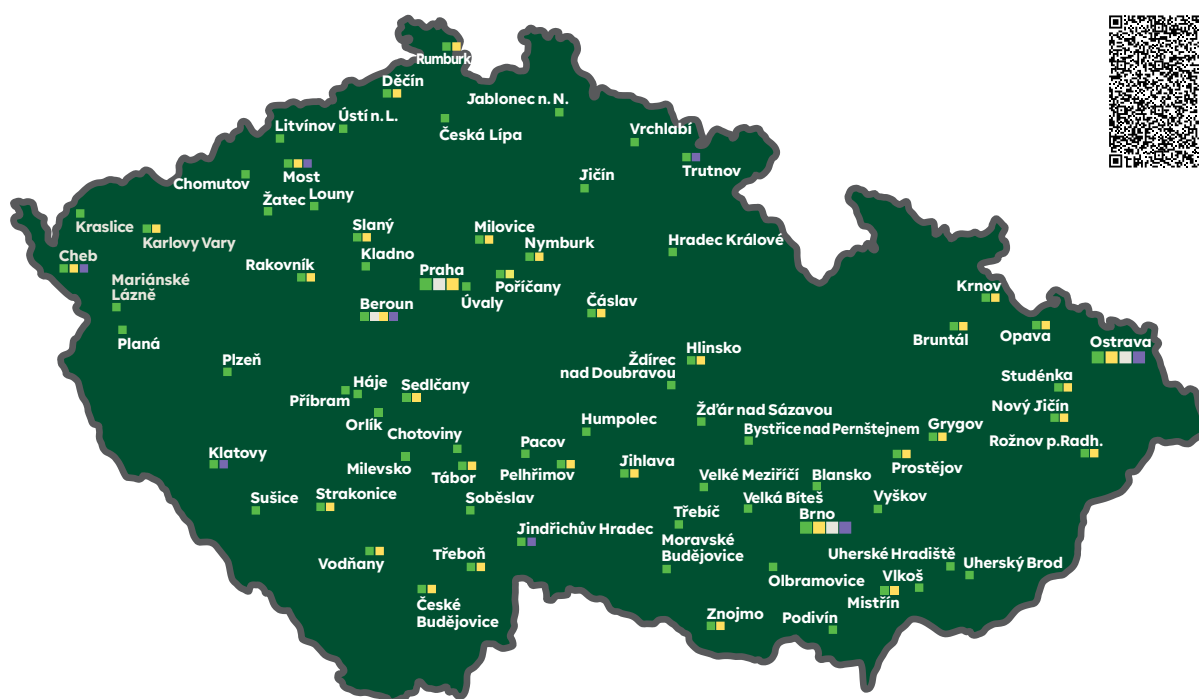 Rumburk
Děčín
Jablonec n. N.
Ústí n. L.
Česká Lípa
Litvínov
Vrchlabí
Most
Trutnov
Chomutov
Jičín
Žatec
Louny
Kraslice
Karlovy Vary
Slaný
Milovice
Nymburk
Hradec Králové
Cheb
Kladno
Rakovník
Praha
Poříčany
Mariánské
Lázně
Úvaly
Krnov
Beroun
Čáslav
Planá
Bruntál
Opava
Ostrava
Hlinsko
Plzeň
Ždírec
nad Doubravou
Studénka
Háje
Sedlčany
Příbram
Nový Jičín
Orlík
Humpolec
Žďár nad Sázavou
Bystřice nad Pernštejnem
Grygov
Chotoviny
Rožnov p. Radh.
Klatovy
Pacov
Jihlava
Milevsko
Tábor
Pelhřimov
Velké Meziříčí
Blansko
Prostějov
Sušice
Strakonice
Soběslav
Velká Bíteš
Vyškov
Třebíč
Brno
Jindřichův Hradec
Moravské
Budějovice
Vodňany
Třeboň
Uherské Hradiště
Uherský Brod
Olbramovice
Vlkoš
České
Budějovice
Mistřín
Znojmo
Podivín